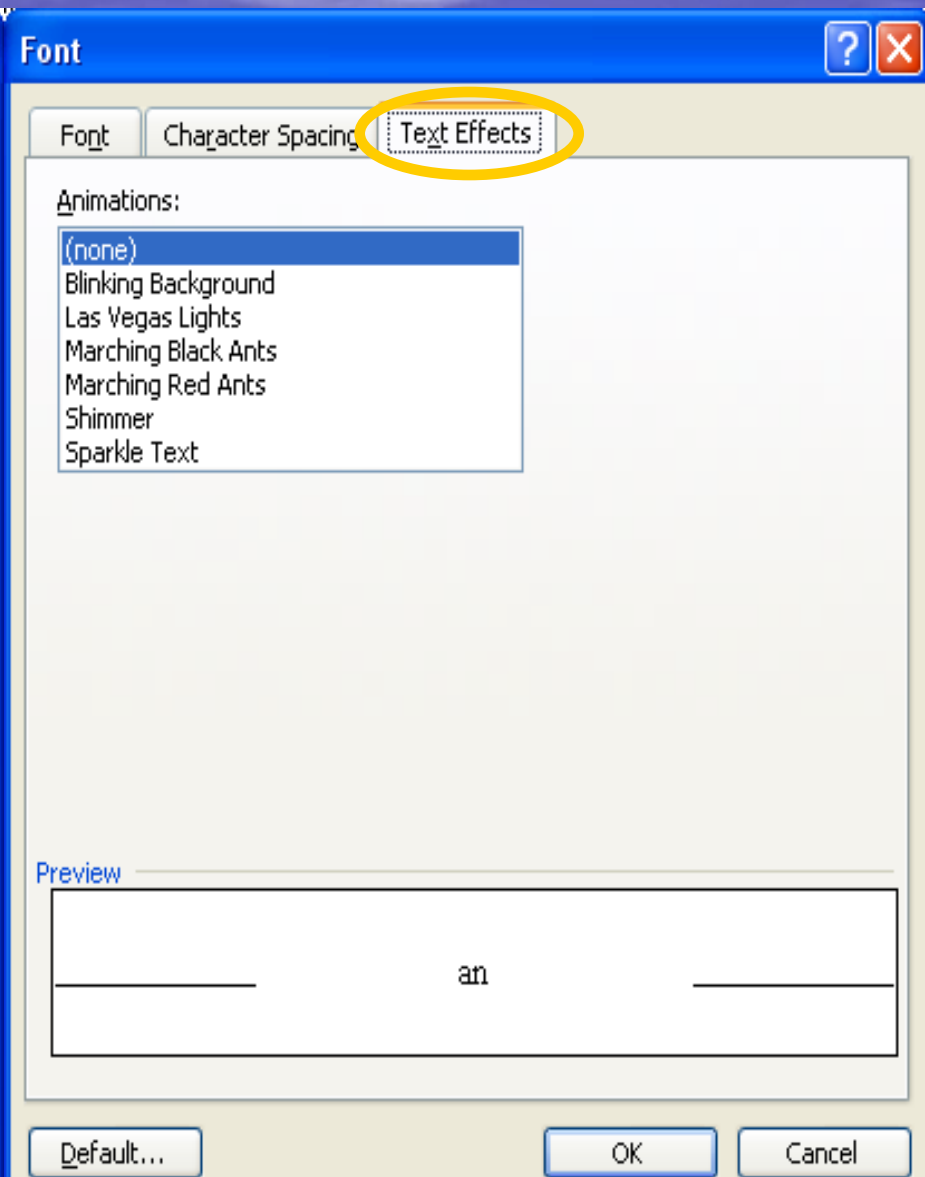 Font
Font Character Spacing Text Effects
Animations:
(none)
Blinking Background
Las Vegas Lights
Marching Black Ants
Marching Red Ants
Shimmer
Sparkle Text
Preview
an
Default... OK Cancel